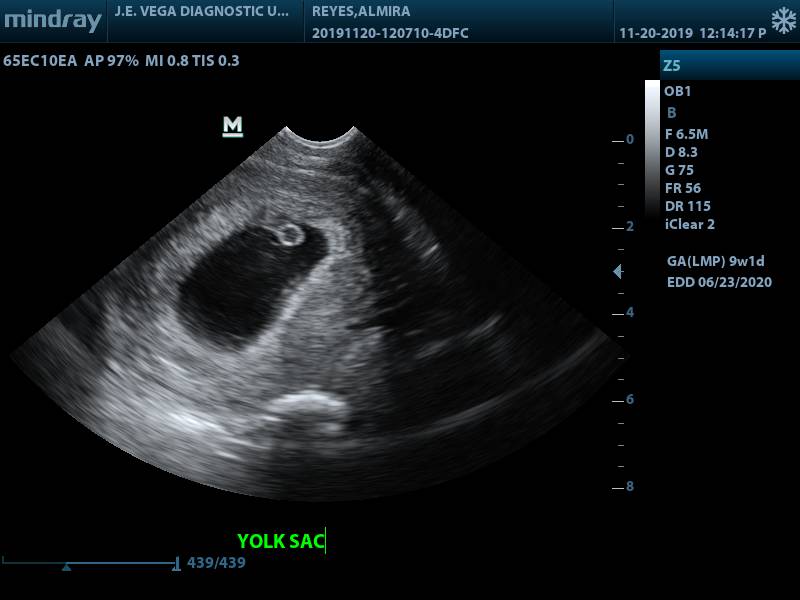 mindray
J.E. VEGA DIAGNOSTIC U...
REYES,ALMIRA
20191120-120710-4DFC
11-20-2019 12:14:17 P
65EC10EA AP 97% MI 0.8 TIS 0.3
Z5
OB1
B
F 6.5M
D 8.3
G 75
FR 56
DR 115
iClear 2
GA(LMP) 9w1d
EDD 06/23/2020
M
0
2
4
6
8
YOLK SAC
439/439